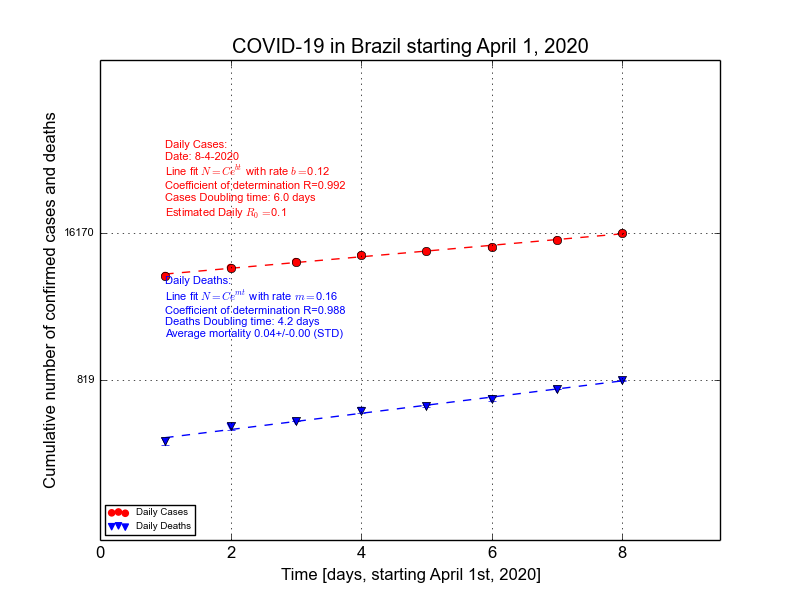 COVID-19 in Brazil starting April 1, 2020
Cumulative number of confirmed cases and deaths
Daily Cases:
Date: 8-4-2020
Line fit N=Ce^{bt} with rate b=0.12
Coefficient of determination R=0.992
Cases Doubling time: 6.0 days
Estimated Daily R_0=0.1
16170
Daily Deaths:
Line fit N=Ce^{mt} with rate m=0.16
Coefficient of determination R=0.988
Deaths Doubling time: 4.2 days
Average mortality 0.04+/-0.00 (STD)
819
Daily Cases
Daily Deaths
0 2 4 6 8
Time [days, starting April 1st, 2020]